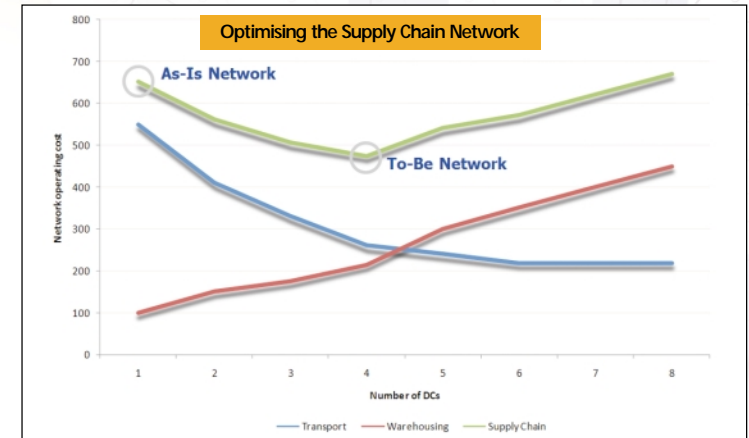 Optimising the Supply Chain Network
800
700
600
500
400
300
200
100
0
As-Is Network
To-Be Network
Network operating cost
1 2 3 4 5 6 7 8
Number of DCs
Transport Warehousing Supply Chain